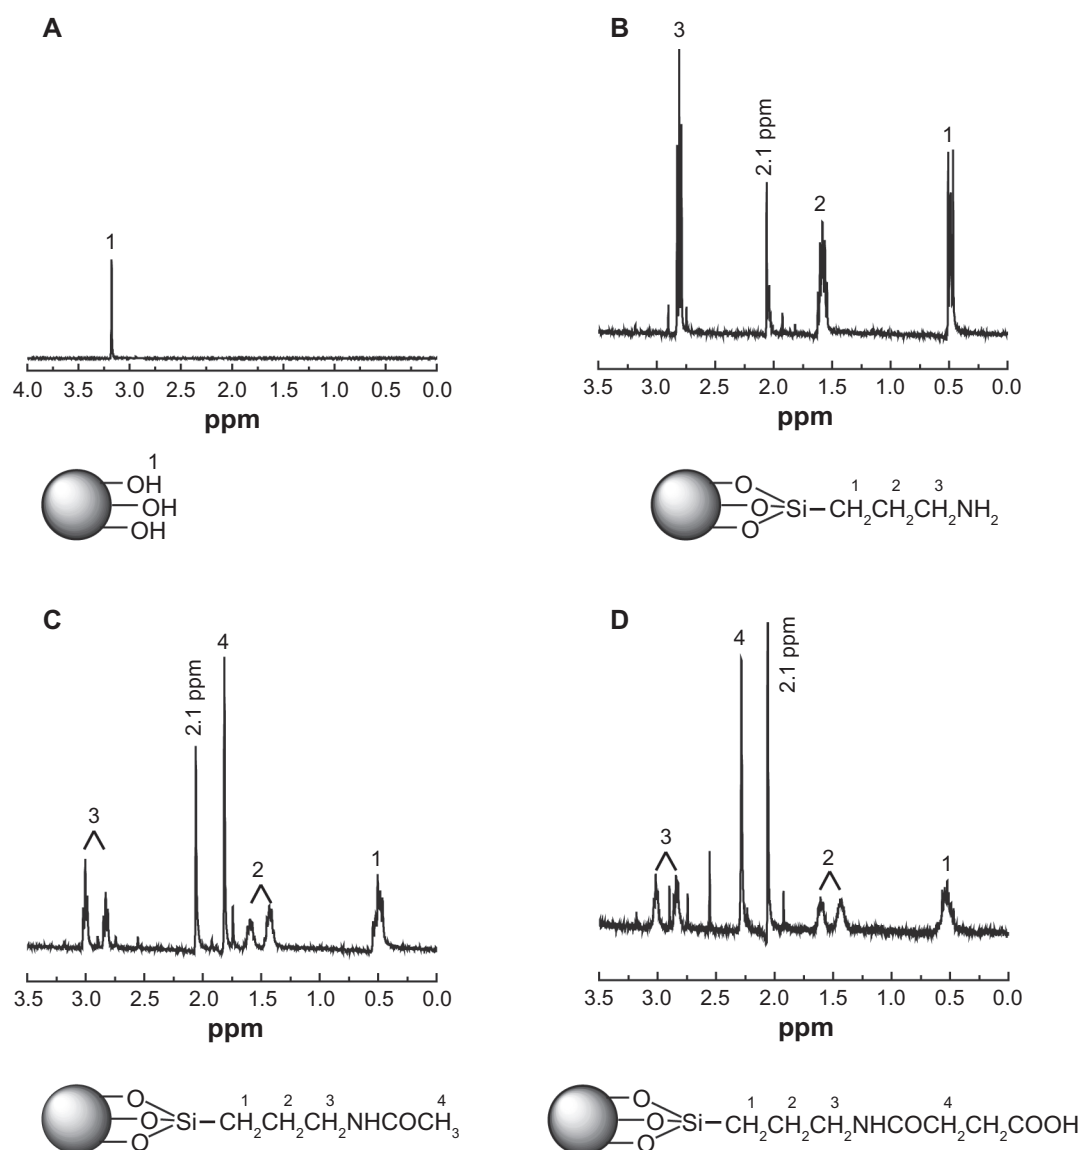 A
1
4.0 3.5 3.0 2.5 2.0 1.5 1.0 0.5 0.0
ppm
1
OH
OH
OH
B
3
2.1 ppm
2
1
3.5 3.0 2.5 2.0 1.5 1.0 0.5 0.0
ppm
1 2 3
O
O Si CH₂CH₂CH₂NH₂
O
C
4
2.1 ppm
3
2
1
3.5 3.0 2.5 2.0 1.5 1.0 0.5 0.0
ppm
1 2 3 4
O
O Si CH₂CH₂CH₂NHCOCH₃
O
D
4
2.1 ppm
3
2
1
3.5 3.0 2.5 2.0 1.5 1.0 0.5 0.0
ppm
1 2 3 4
O
O Si CH₂CH₂CH₂NHCOCH₂CH₂COOH
O